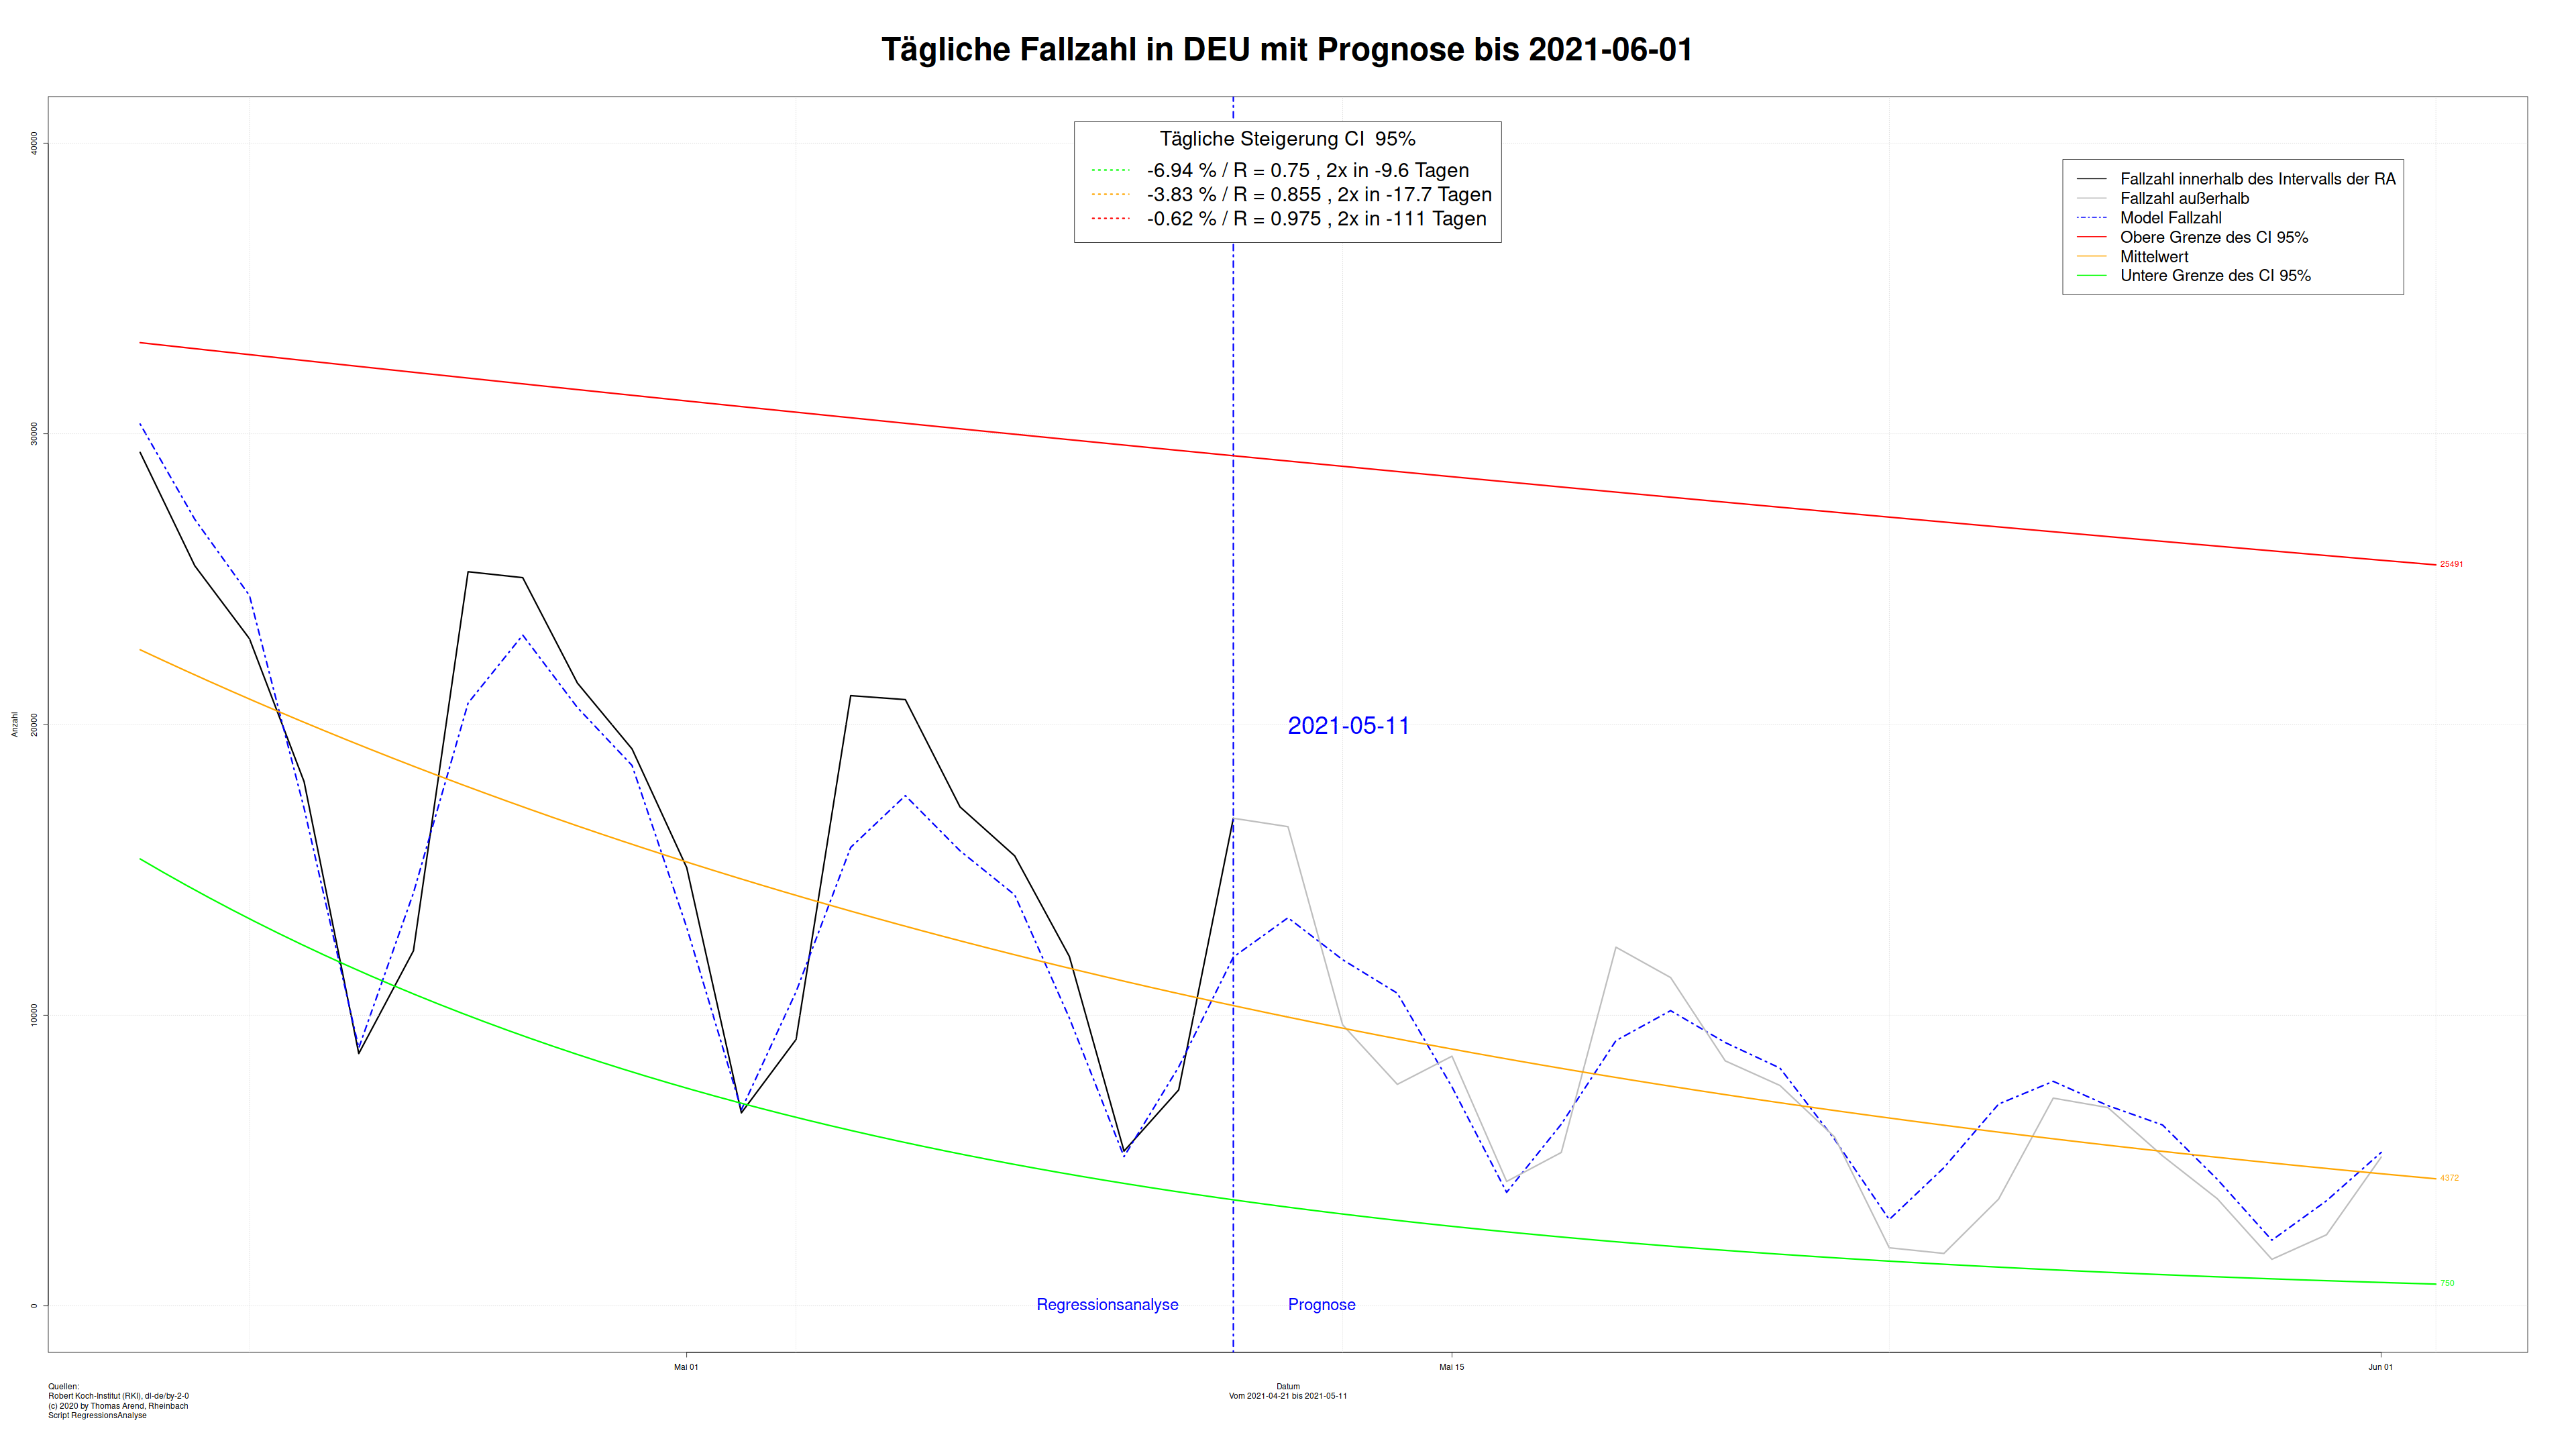 Tägliche Fallzahl in DEU mit Prognose bis 2021-06-01
Tägliche Steigerung CI  95%
-6.94 % / R = 0.75 , 2x in -9.6 Tagen
-3.83 % / R = 0.855 , 2x in -17.7 Tagen
-0.62 % / R = 0.975 , 2x in -111 Tagen
Fallzahl innerhalb des Intervalls der RA
Fallzahl außerhalb
Model Fallzahl
Obere Grenze des CI 95%
Mittelwert
Untere Grenze des CI 95%
40000
30000
20000
10000
0
Anzahl
25491
2021-05-11
4372
750
Regressionsanalyse
Prognose
Mai 01
Mai 15
Jun 01
Datum
Vom 2021-04-21 bis 2021-05-11
Quellen:
Robert Koch-Institut (RKI), dl-de/by-2-0
(c) 2020 by Thomas Arend, Rheinbach
Script RegressionsAnalyse